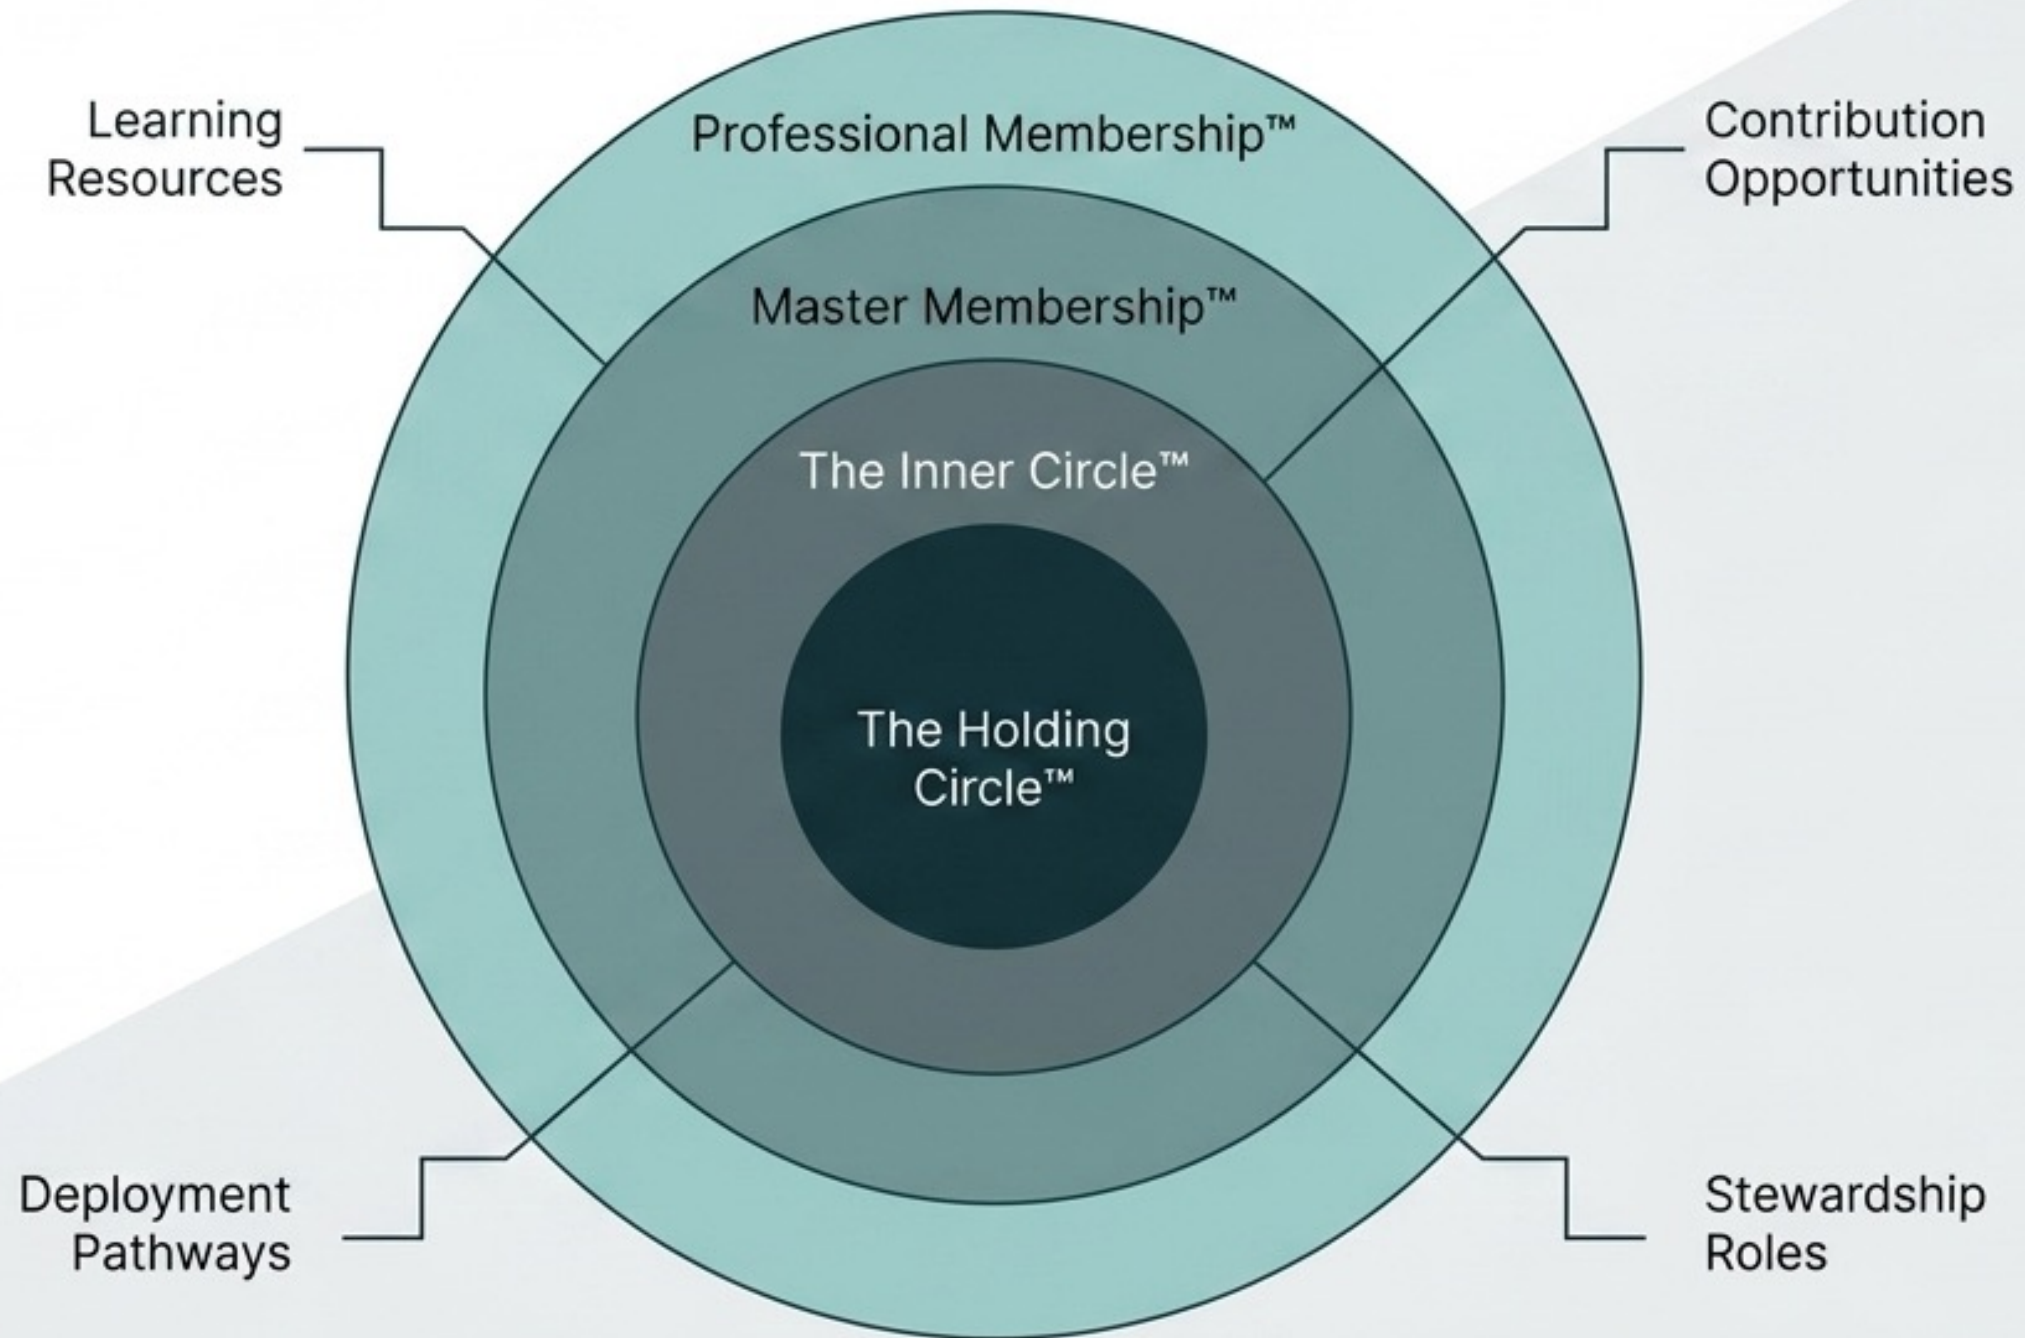 Learning
Resources
Professional Membership™
Contribution
Opportunities
Master Membership™
The Inner Circle™
The Holding
Circle™
Deployment
Pathways
Stewardship
Roles